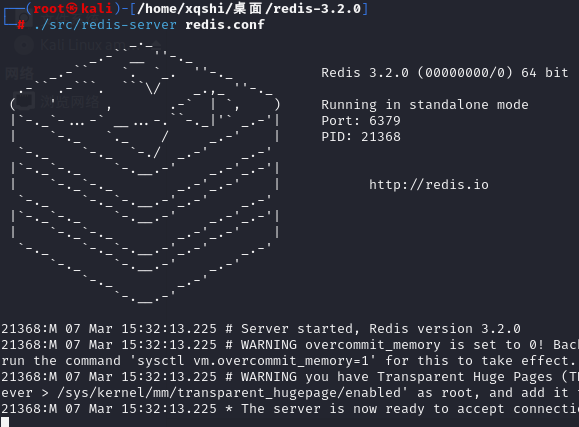 ┌──(root㉿kali)-[/home/xqshi/桌面/redis-3.2.0]
└─# ./src/redis-server redis.conf
Redis 3.2.0 (00000000/0) 64 bit
Running in standalone mode
Port: 6379
PID: 21368
http://redis.io
21368:M 07 Mar 15:32:13.225 # Server started, Redis version 3.2.0
21368:M 07 Mar 15:32:13.225 # WARNING overcommit_memory is set to 0! Bac
run the command 'sysctl vm.overcommit_memory=1' for this to take effect.
21368:M 07 Mar 15:32:13.225 # WARNING you have Transparent Huge Pages (T
ever > /sys/kernel/mm/transparent_hugepage/enabled' as root, and add it
21368:M 07 Mar 15:32:13.225 * The server is now ready to accept connecti